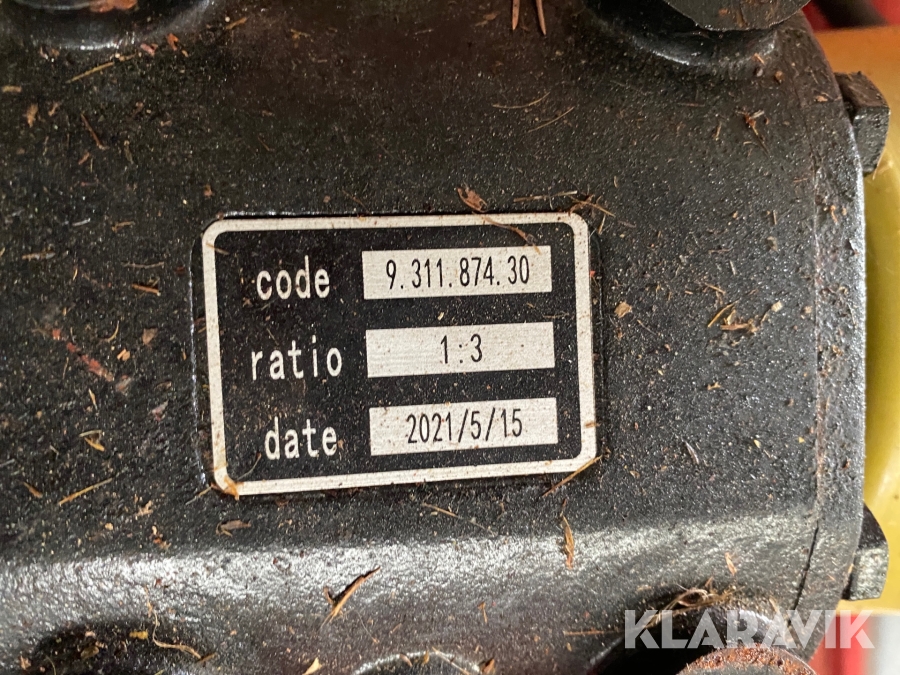 code 9.311.874.30
ratio 1:3
date 2021/5/15
KLARAVIK